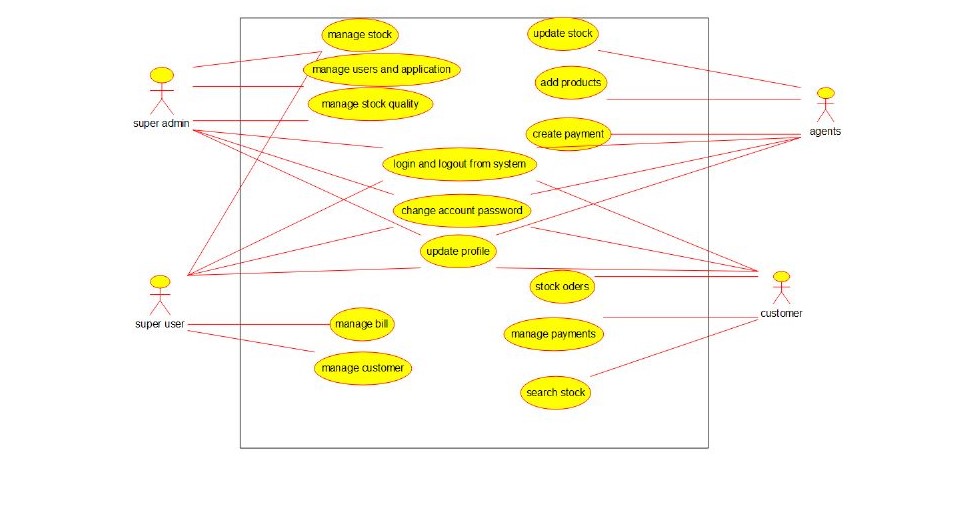 manage stock
update stock
manage users and application
add products
manage stock quality
super admin
agents
create payment
login and logout from system
change account password
update profile
stock oders
customer
super user
manage bill
manage payments
manage customer
search stock